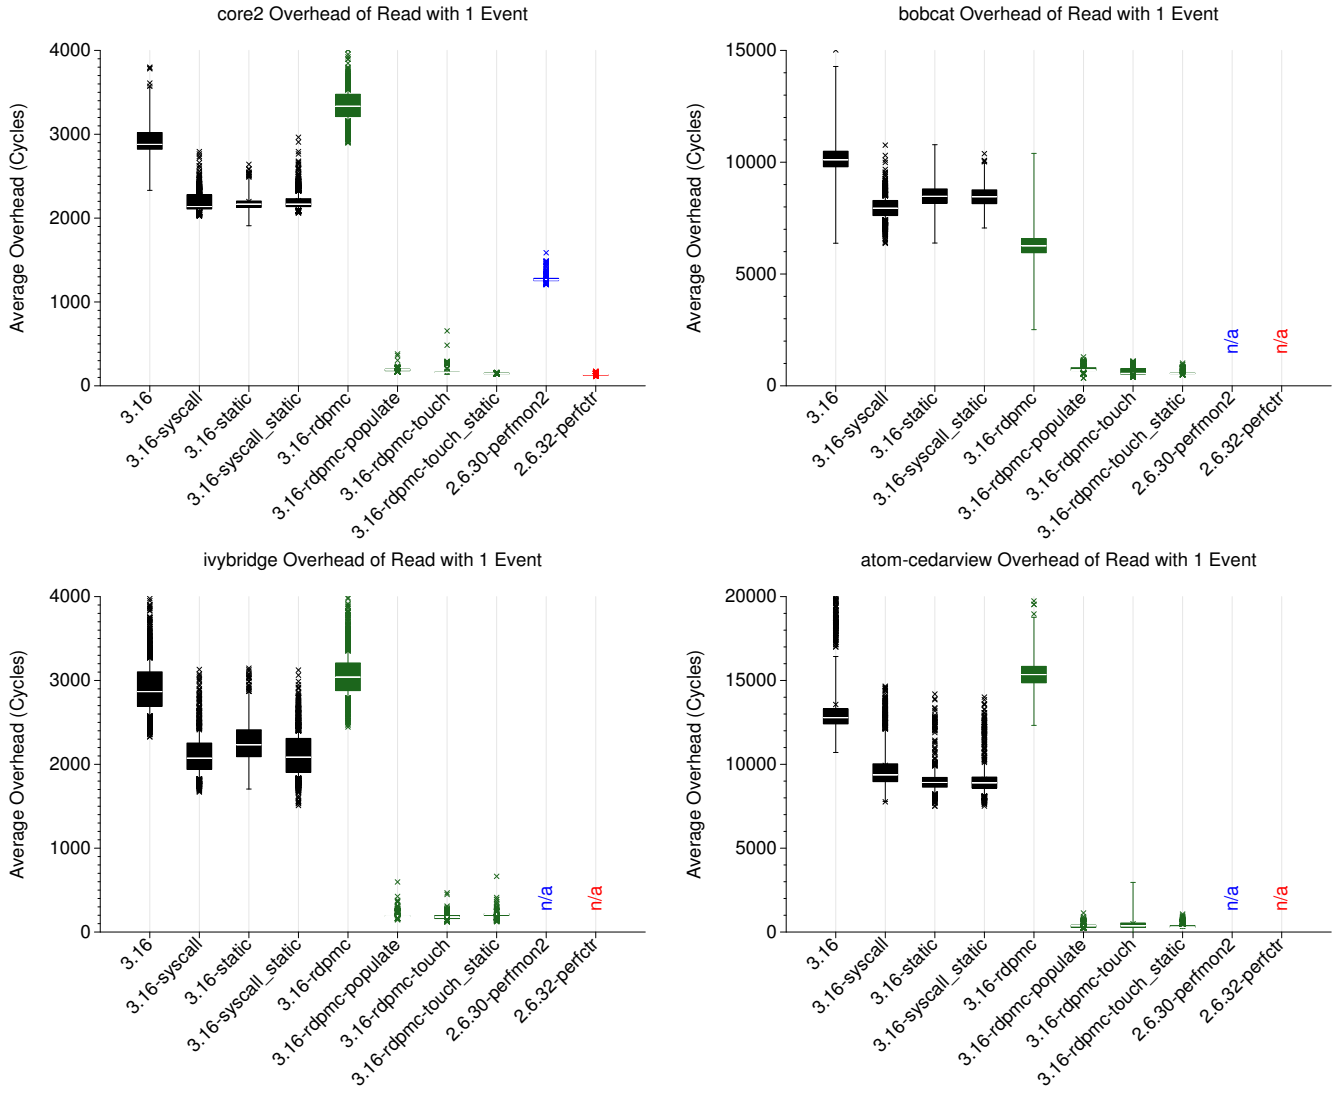 core2 Overhead of Read with 1 Event
Average Overhead (Cycles)
4000
3000
2000
1000
0
3.16
3.16-syscall
3.16-static
3.16-syscall_static
3.16-rdpmc
3.16-rdpmc-populate
3.16-rdpmc-touch
3.16-rdpmc-touch_static
2.6.30-perfmon2
2.6.32-perfctr
bobcat Overhead of Read with 1 Event
Average Overhead (Cycles)
15000
10000
5000
0
n/a
n/a
3.16
3.16-syscall
3.16-static
3.16-syscall_static
3.16-rdpmc
3.16-rdpmc-populate
3.16-rdpmc-touch
3.16-rdpmc-touch_static
2.6.30-perfmon2
2.6.32-perfctr
ivybridge Overhead of Read with 1 Event
Average Overhead (Cycles)
4000
3000
2000
1000
0
n/a
n/a
3.16
3.16-syscall
3.16-static
3.16-syscall_static
3.16-rdpmc
3.16-rdpmc-populate
3.16-rdpmc-touch
3.16-rdpmc-touch_static
2.6.30-perfmon2
2.6.32-perfctr
atom-cedarview Overhead of Read with 1 Event
Average Overhead (Cycles)
20000
15000
10000
5000
0
n/a
n/a
3.16
3.16-syscall
3.16-static
3.16-syscall_static
3.16-rdpmc
3.16-rdpmc-populate
3.16-rdpmc-touch
3.16-rdpmc-touch_static
2.6.30-perfmon2
2.6.32-perfctr